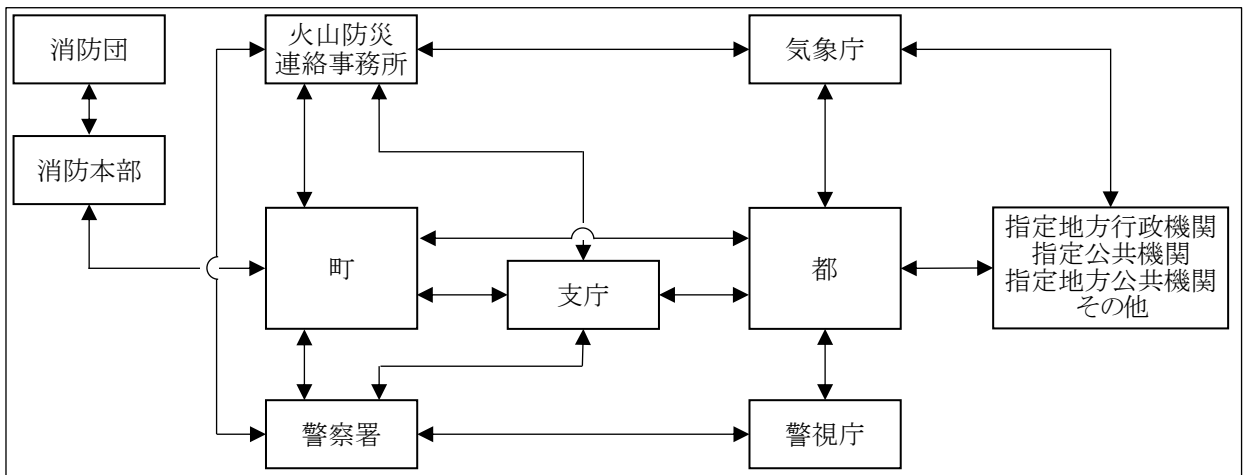 消防団
火山防災
連絡事務所
気象庁
消防本部
町
支庁
都
指定地方行政機関
指定公共機関
指定地方公共機関
その他
警察署
警視庁